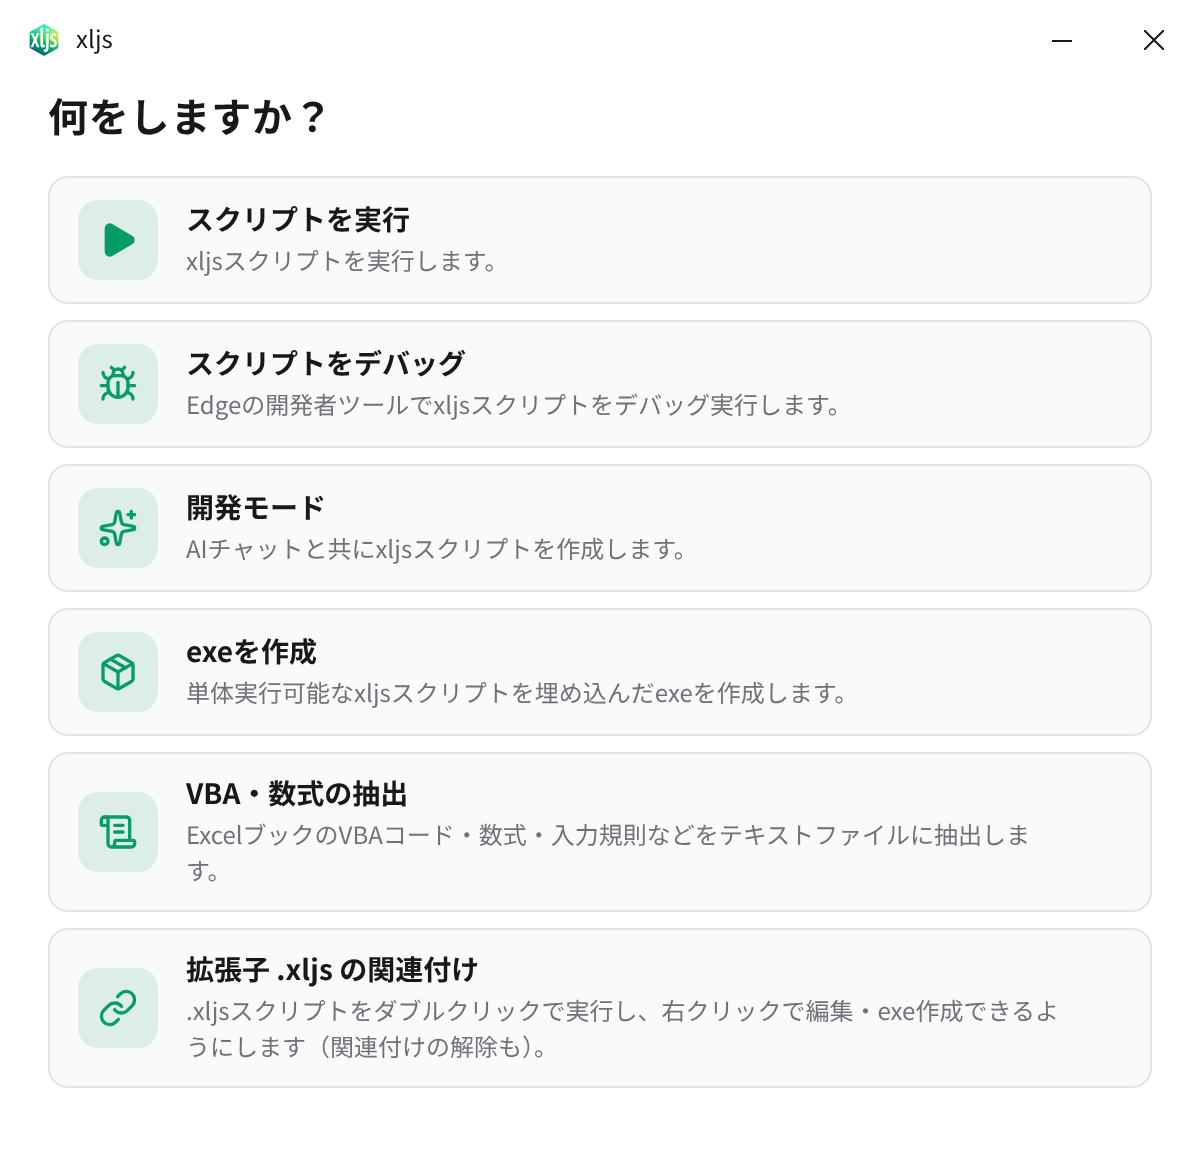 xljs xljs
何をしますか？
スクリプトを実行
xljsスクリプトを実行します。
スクリプトをデバッグ
Edgeの開発者ツールでxljsスクリプトをデバッグ実行します。
開発モード
AIチャットと共にxljsスクリプトを作成します。
exeを作成
単体実行可能なxljsスクリプトを埋め込んだexeを作成します。
VBA・数式の抽出
ExcelブックのVBAコード・数式・入力規則などをテキストファイルに抽出しま
す。
拡張子 .xljs の関連付け
.xljsスクリプトをダブルクリックで実行し、右クリックで編集・exe作成できるよ
うにします（関連付けの解除も）。